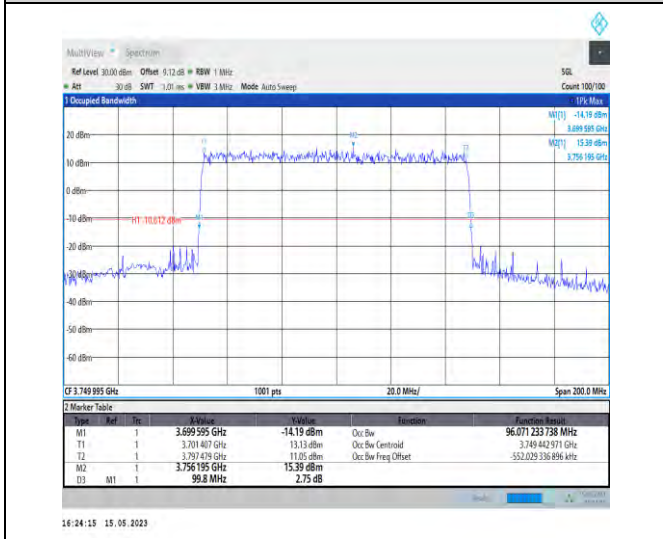 MultiView Spectrum
Ref Level 30.00 dBm Offset 9.12 dB RBW 1 MHz SGL
Att 30 dB SWT 1.01 ms VBW 3 MHz Mode Auto Sweep Count 100/100
1 Occupied Bandwidth 1Pk Max
M1[1] -14.19 dBm
3.699 595 GHz
M2[1] 15.39 dBm
3.756 195 GHz
20 dBm
10 dBm
0 dBm
-10 dBm
H1 -10.612 dBm
-20 dBm
-30 dBm
-40 dBm
-50 dBm
-60 dBm
T1
M2
T2
M1
D3
CF 3.749 995 GHz 1001 pts 20.0 MHz/ Span 200.0 MHz
2 Marker Table
Type Ref Trc X-Value Y-Value Function Function Result
M1 1 3.699 595 GHz -14.19 dBm Occ Bw 96.071 233 738 MHz
T1 1 3.701 407 GHz 13.13 dBm Occ Bw Centroid 3.749 442 971 GHz
T2 1 3.797 479 GHz 11.05 dBm Occ Bw Freq Offset -552.029 336 896 kHz
M2 1 3.756 195 GHz 15.39 dBm
D3 M1 1 99.8 MHz 2.75 dB
16:24:15 15.05.2023